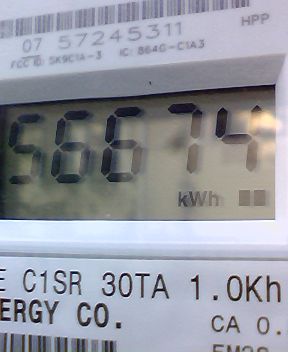 HPP
07 57245311
FCC ID: SK9C1A-3 IC: 864G-C1A3
56674
kWh
E C1SR 30TA 1.0Kh
ERGY CO.
CA 0.